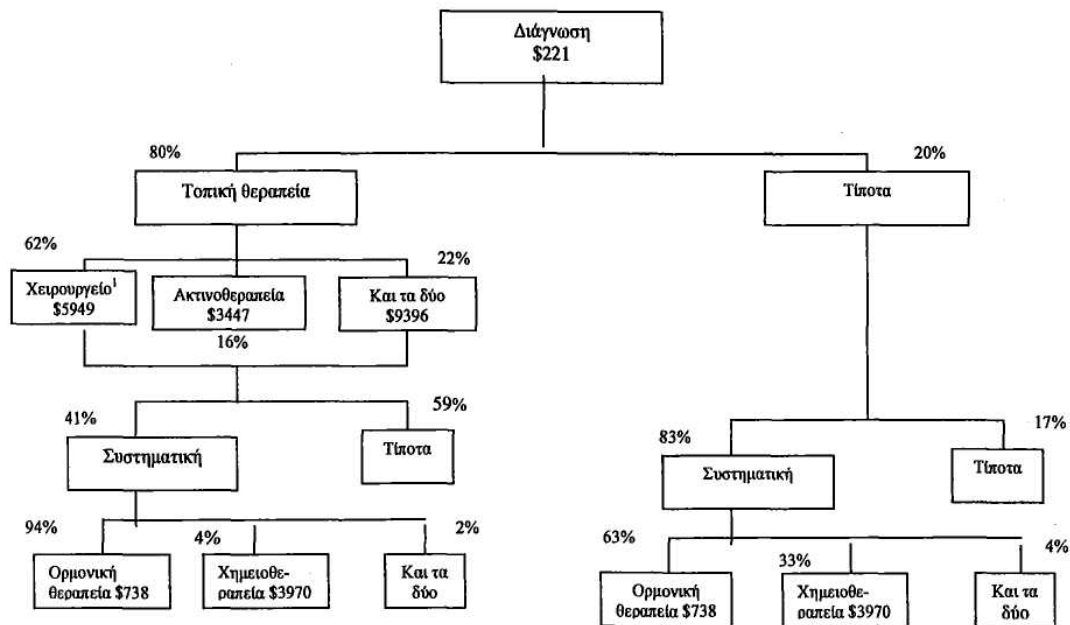 Διάγνωση
$221
80%
20%
Τοπική θεραπεία
Τίποτα
62%
22%
Χειρουργείο¹
$5949
Ακτινοθεραπεία
$3447
Και τα δύο
$9396
16%
41%
59%
Συστηματική
Τίποτα
83%
17%
Συστηματική
Τίποτα
94%
4%
2%
Ορμονική
θεραπεία $738
Χημειοθε-
ραπεία $3970
Και τα
δύο
63%
33%
4%
Ορμονική
θεραπεία $738
Χημειοθε-
ραπεία $3970
Και τα
δύο